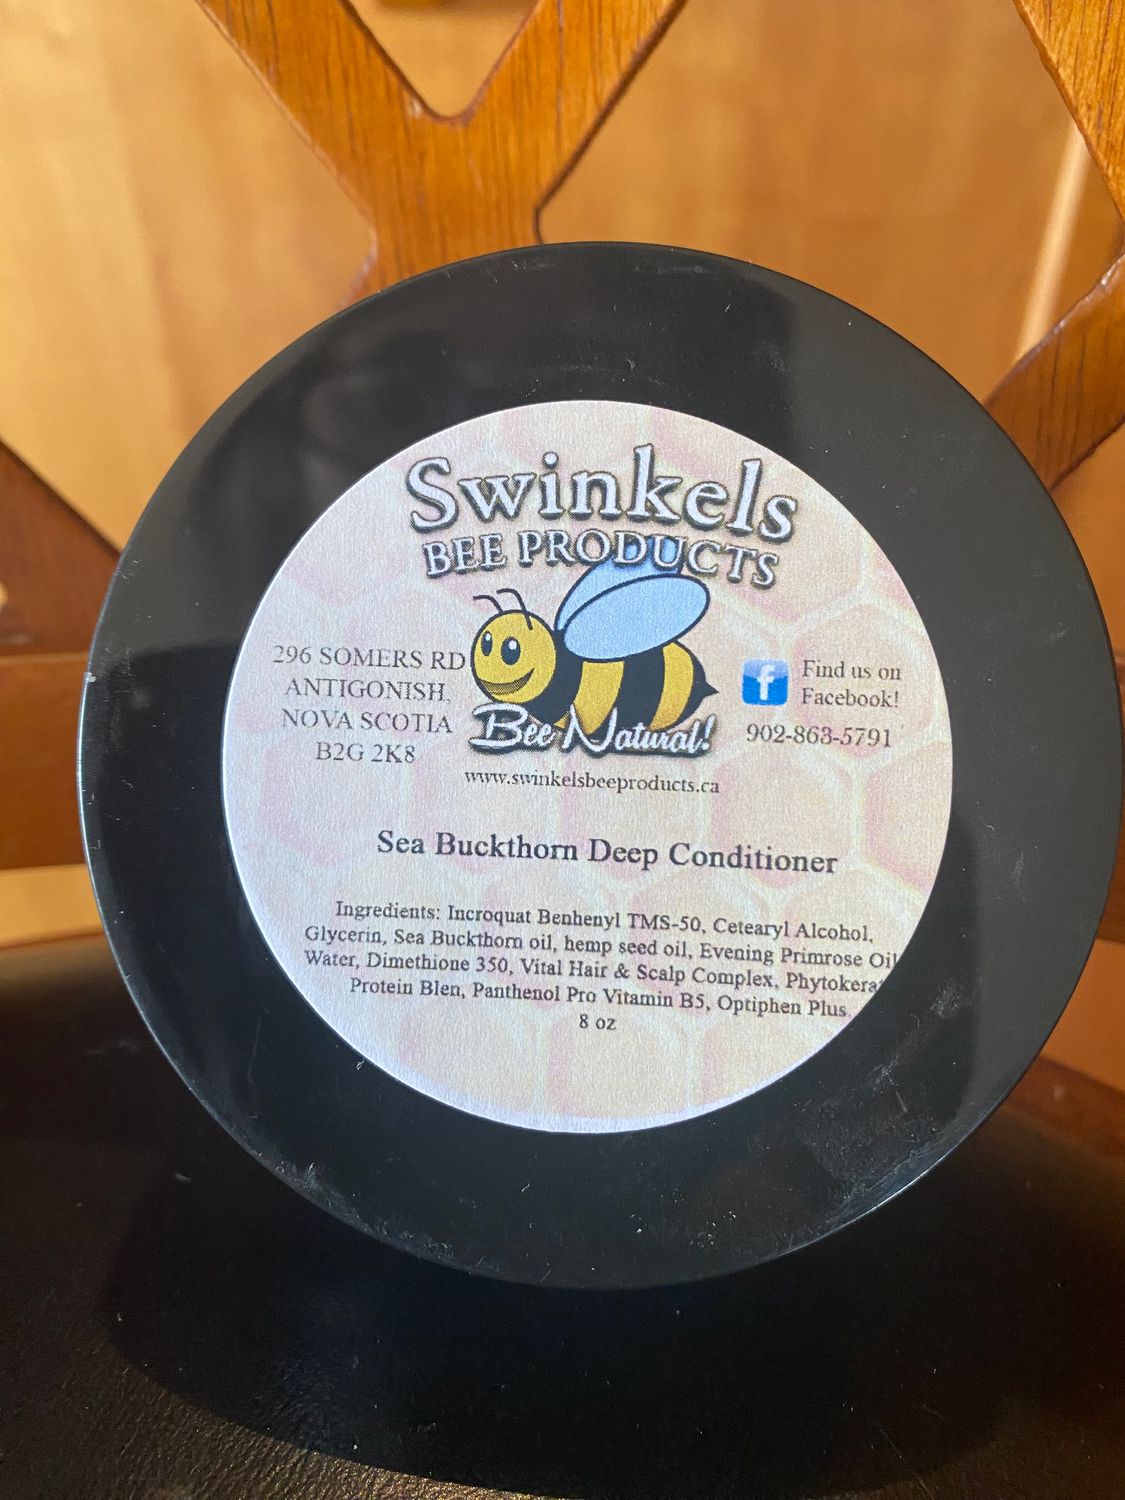 Swinkels
BEE PRODUCTS
296 SOMERS RD
ANTIGONISH,
NOVA SCOTIA
B2G 2K8
Bee Natural!
f
Find us on
Facebook!
902-863-5791
www.swinkelsbeeproducts.ca
Sea Buckthorn Deep Conditioner
Ingredients: Incroquat Benhenyl TMS-50, Cetearyl Alcohol,
Glycerin, Sea Buckthorn oil, hemp seed oil, Evening Primrose Oil
Water, Dimethione 350, Vital Hair & Scalp Complex, Phytokera
Protein Blen, Panthenol Pro Vitamin B5, Optiphen Plus.
8 oz